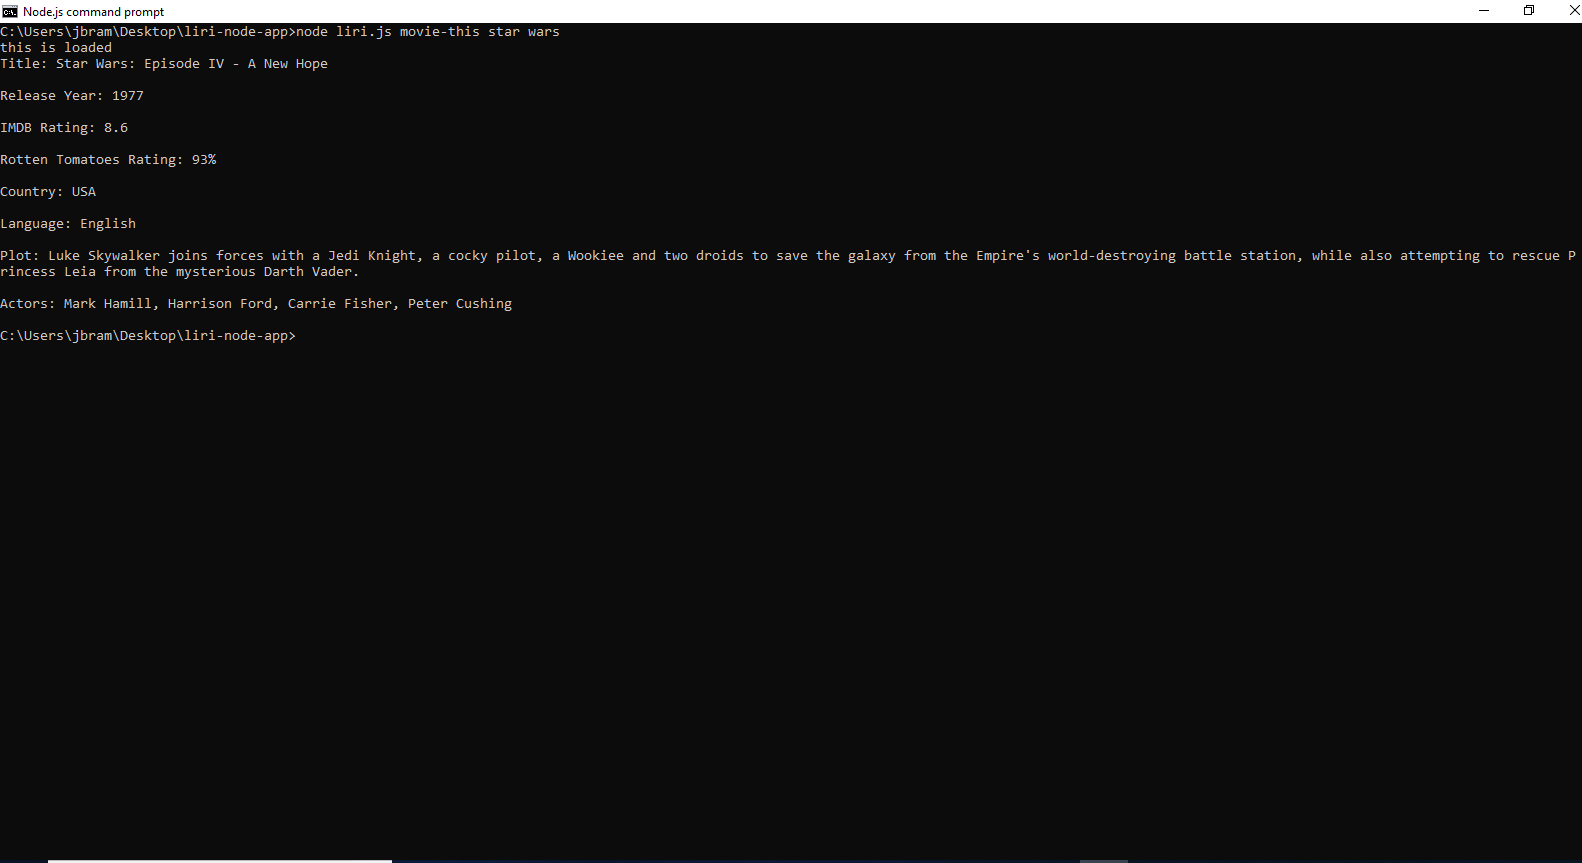 Node.js command prompt
C:\Users\jbram\Desktop\liri-node-app>node liri.js movie-this star wars
this is loaded
Title: Star Wars: Episode IV - A New Hope
Release Year: 1977
IMDB Rating: 8.6
Rotten Tomatoes Rating: 93%
Country: USA
Language: English
Plot: Luke Skywalker joins forces with a Jedi Knight, a cocky pilot, a Wookiee and two droids to save the galaxy from the Empire's world-destroying battle station, while also attempting to rescue P
rincess Leia from the mysterious Darth Vader.
Actors: Mark Hamill, Harrison Ford, Carrie Fisher, Peter Cushing
C:\Users\jbram\Desktop\liri-node-app>